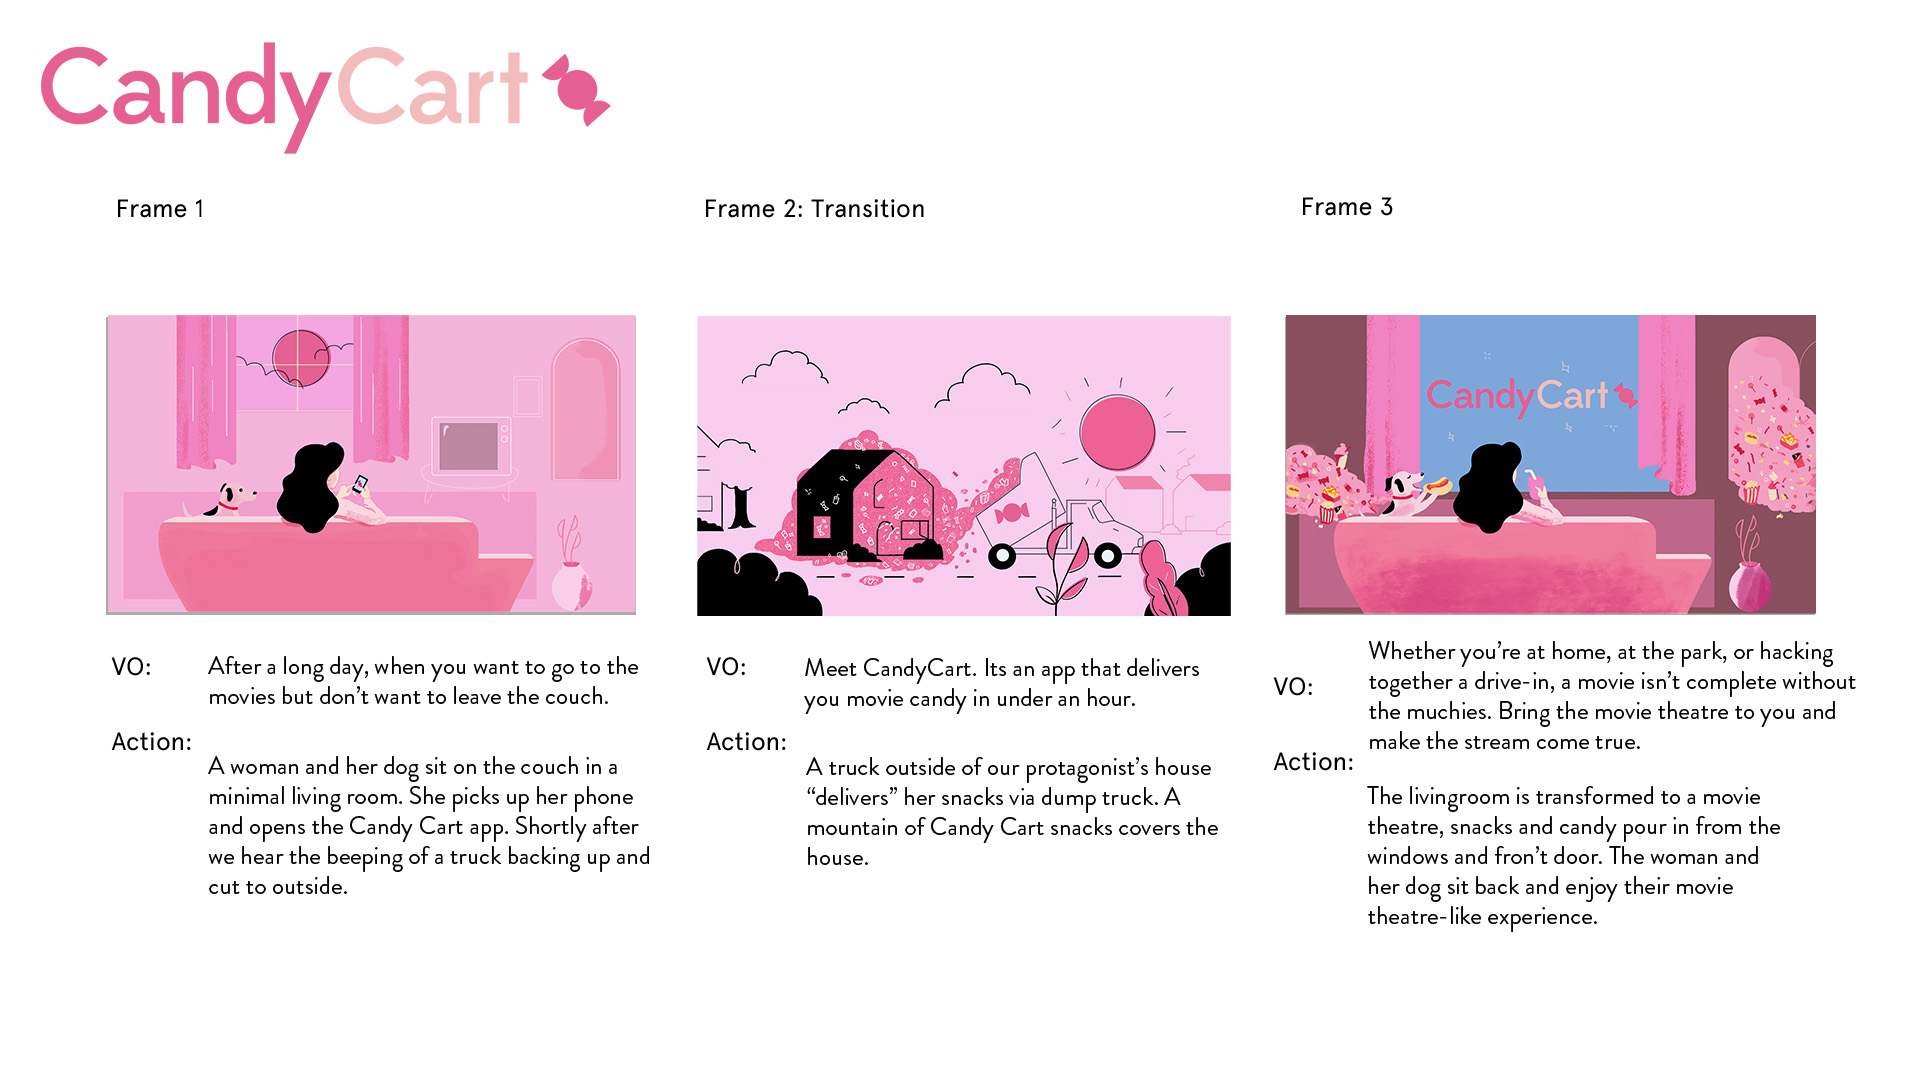 CandyCart
Frame 1
Frame 2: Transition
Frame 3
CandyCart
VO:
After a long day, when you want to go to the
movies but don’t want to leave the couch.
Action:
A woman and her dog sit on the couch in a
minimal living room. She picks up her phone
and opens the Candy Cart app. Shortly after
we hear the beeping of a truck backing up and
cut to outside.
VO:
Meet CandyCart. Its an app that delivers
you movie candy in under an hour.
Action:
A truck outside of our protagonist’s house
“delivers” her snacks via dump truck. A
mountain of Candy Cart snacks covers the
house.
VO:
Whether you’re at home, at the park, or hacking
together a drive-in, a movie isn’t complete without
the muchies. Bring the movie theatre to you and
make the stream come true.
Action:
The livingroom is transformed to a movie
theatre, snacks and candy pour in from the
windows and fron’t door. The woman and
her dog sit back and enjoy their movie
theatre-like experience.